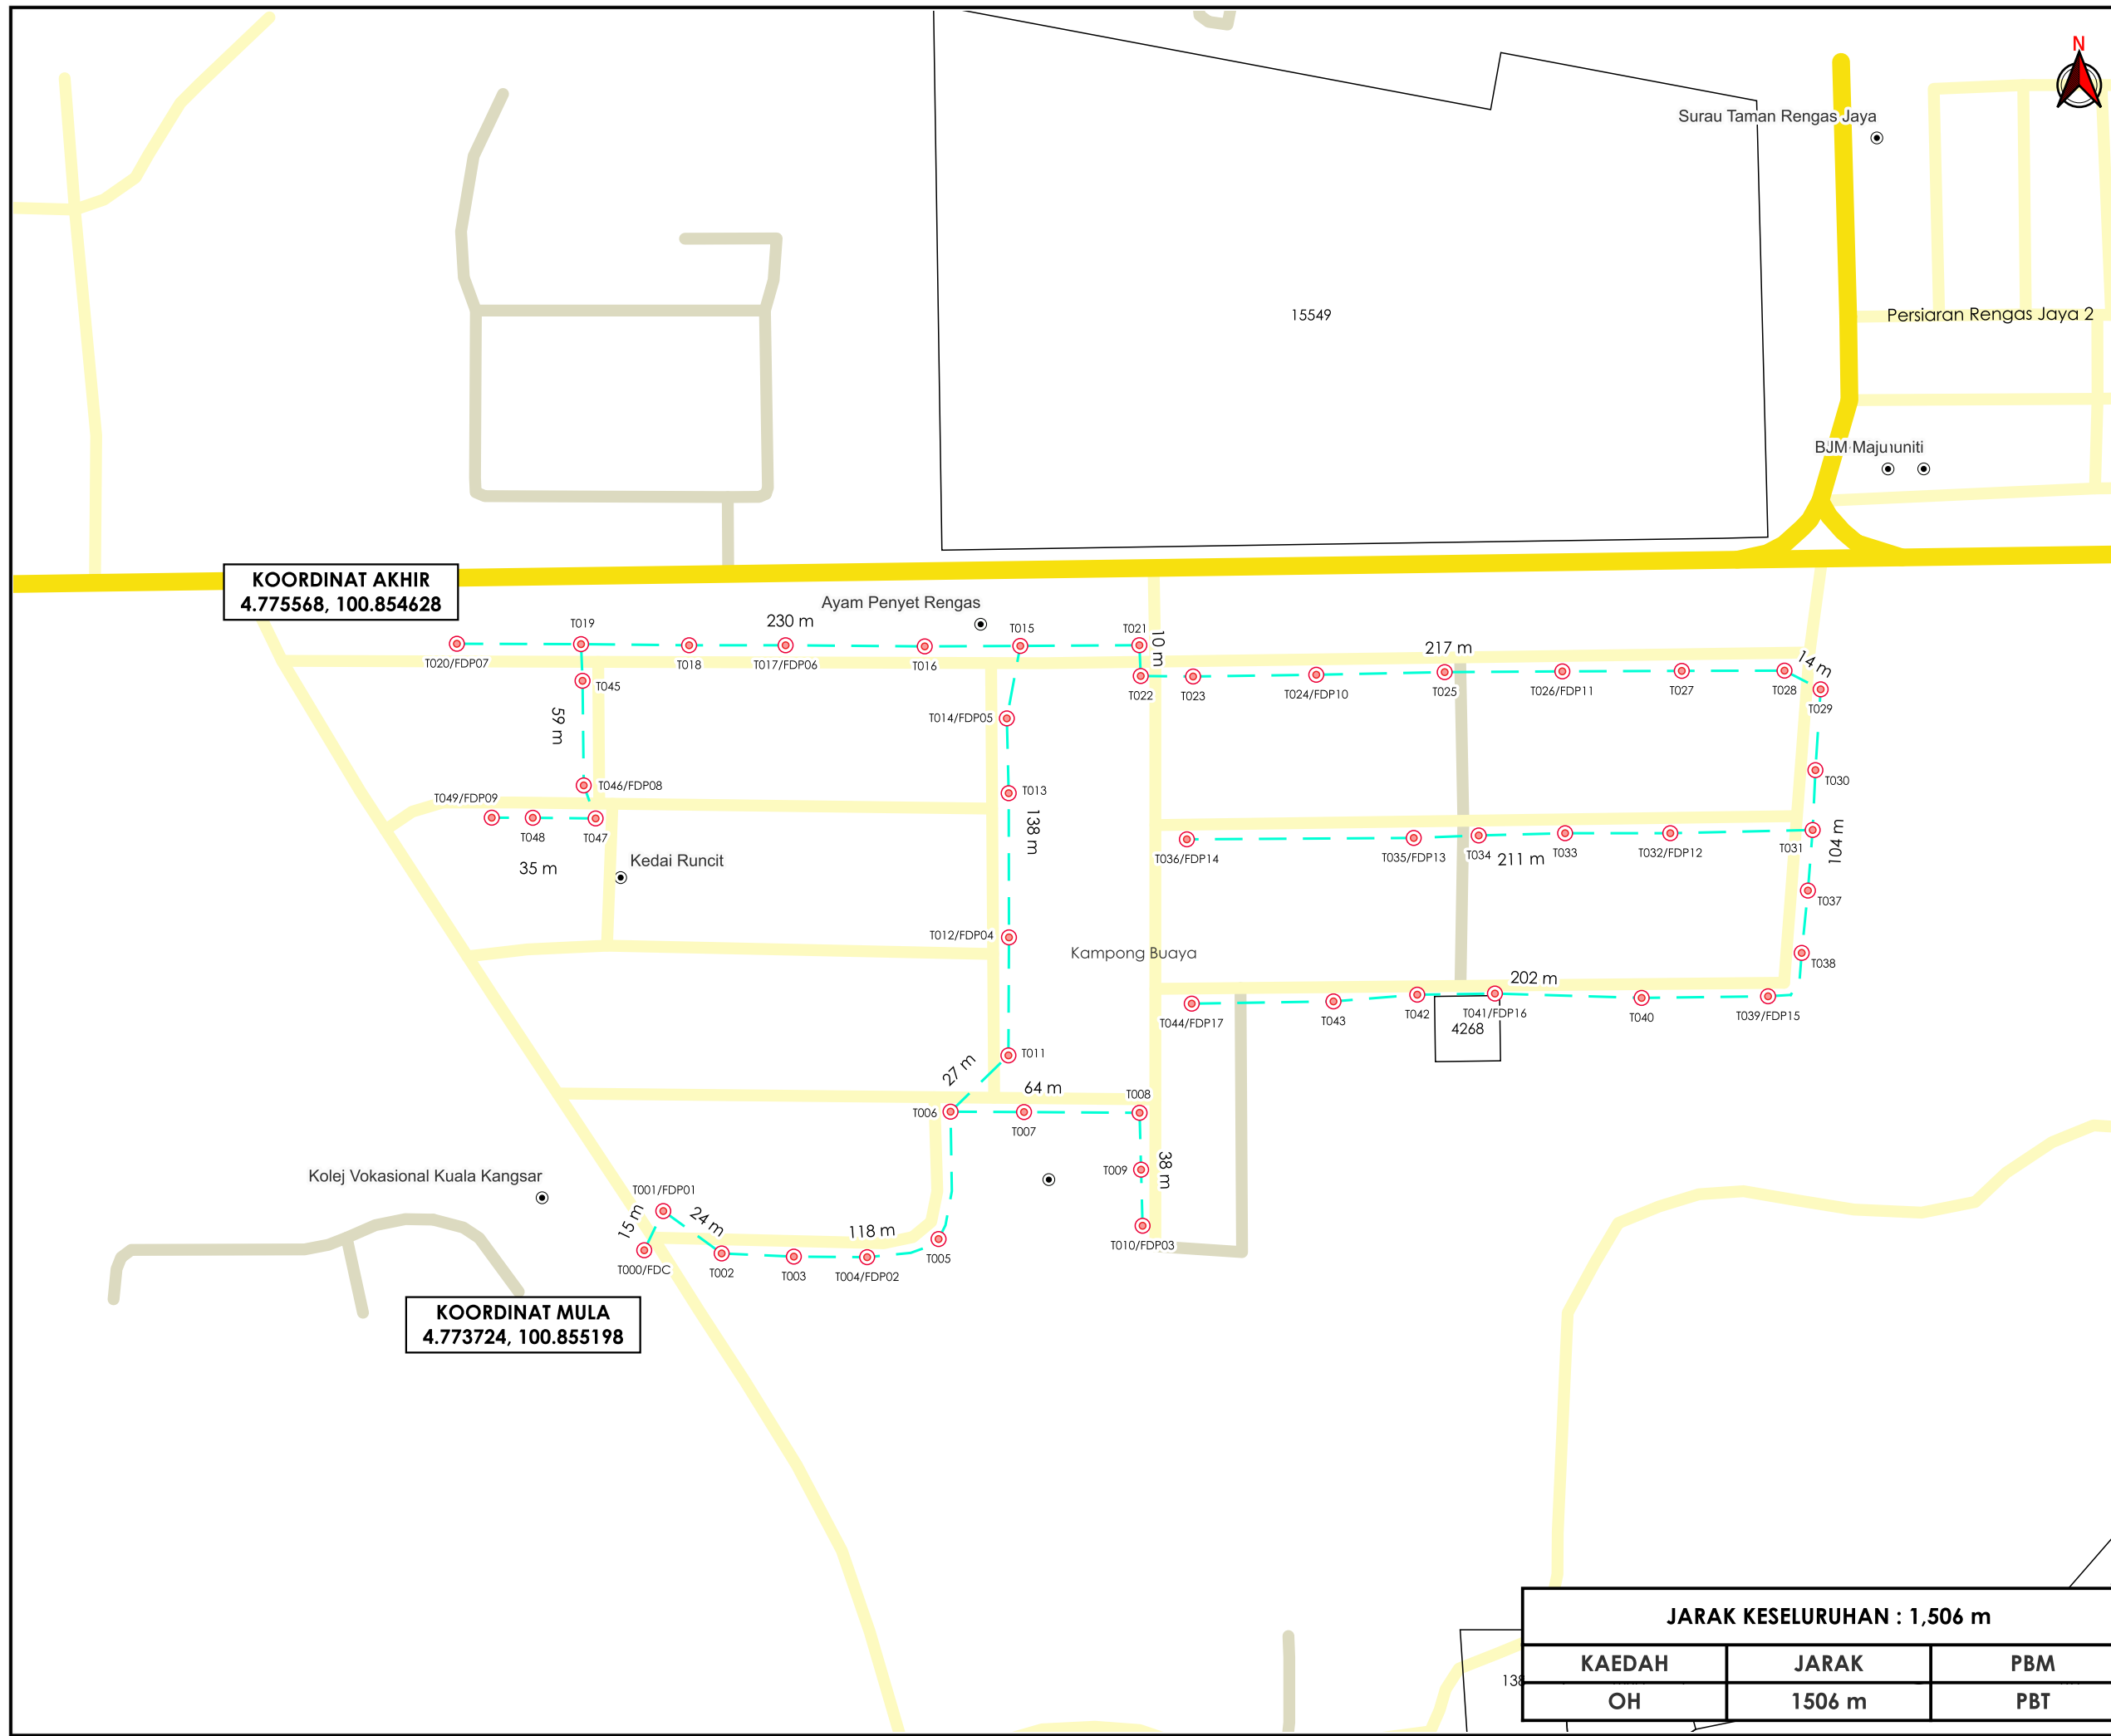 N
Surau Taman Rengas Jaya
15549
Persiaran Rengas Jaya 2
BJM Maju
KOORDINAT AKHIR
4.775568, 100.854628
Ayam Penyet Rengas
T019
230 m
T015
T021
10 m
217 m
14 m
T020/FDP07
T018
T017/FDP06
T016
T022
T023
T024/FDP10
T025
T026/FDP11
T027
T028
T029
T045
59 m
T014/FDP05
T046/FDP08
T049/FDP09
T013
T030
138 m
T048
T047
35 m
Kedai Runcit
T036/FDP14
T035/FDP13
T034
211 m
T033
T032/FDP12
T031
104 m
T037
T012/FDP04
Kampong Buaya
T038
202 m
T044/FDP17
T043
T042
T041/FDP16
T040
T039/FDP15
4268
27 m
T011
64 m
T008
T006
T007
T009
38 m
Kolej Vokasional Kuala Kangsar
T001/FDP01
15 m
24 m
118 m
T000/FDC
T002
T003
T004/FDP02
T005
T010/FDP03
KOORDINAT MULA
4.773724, 100.855198
JARAK KESELURUHAN : 1,506 m
KAEDAH
JARAK
PBM
OH
1506 m
PBT